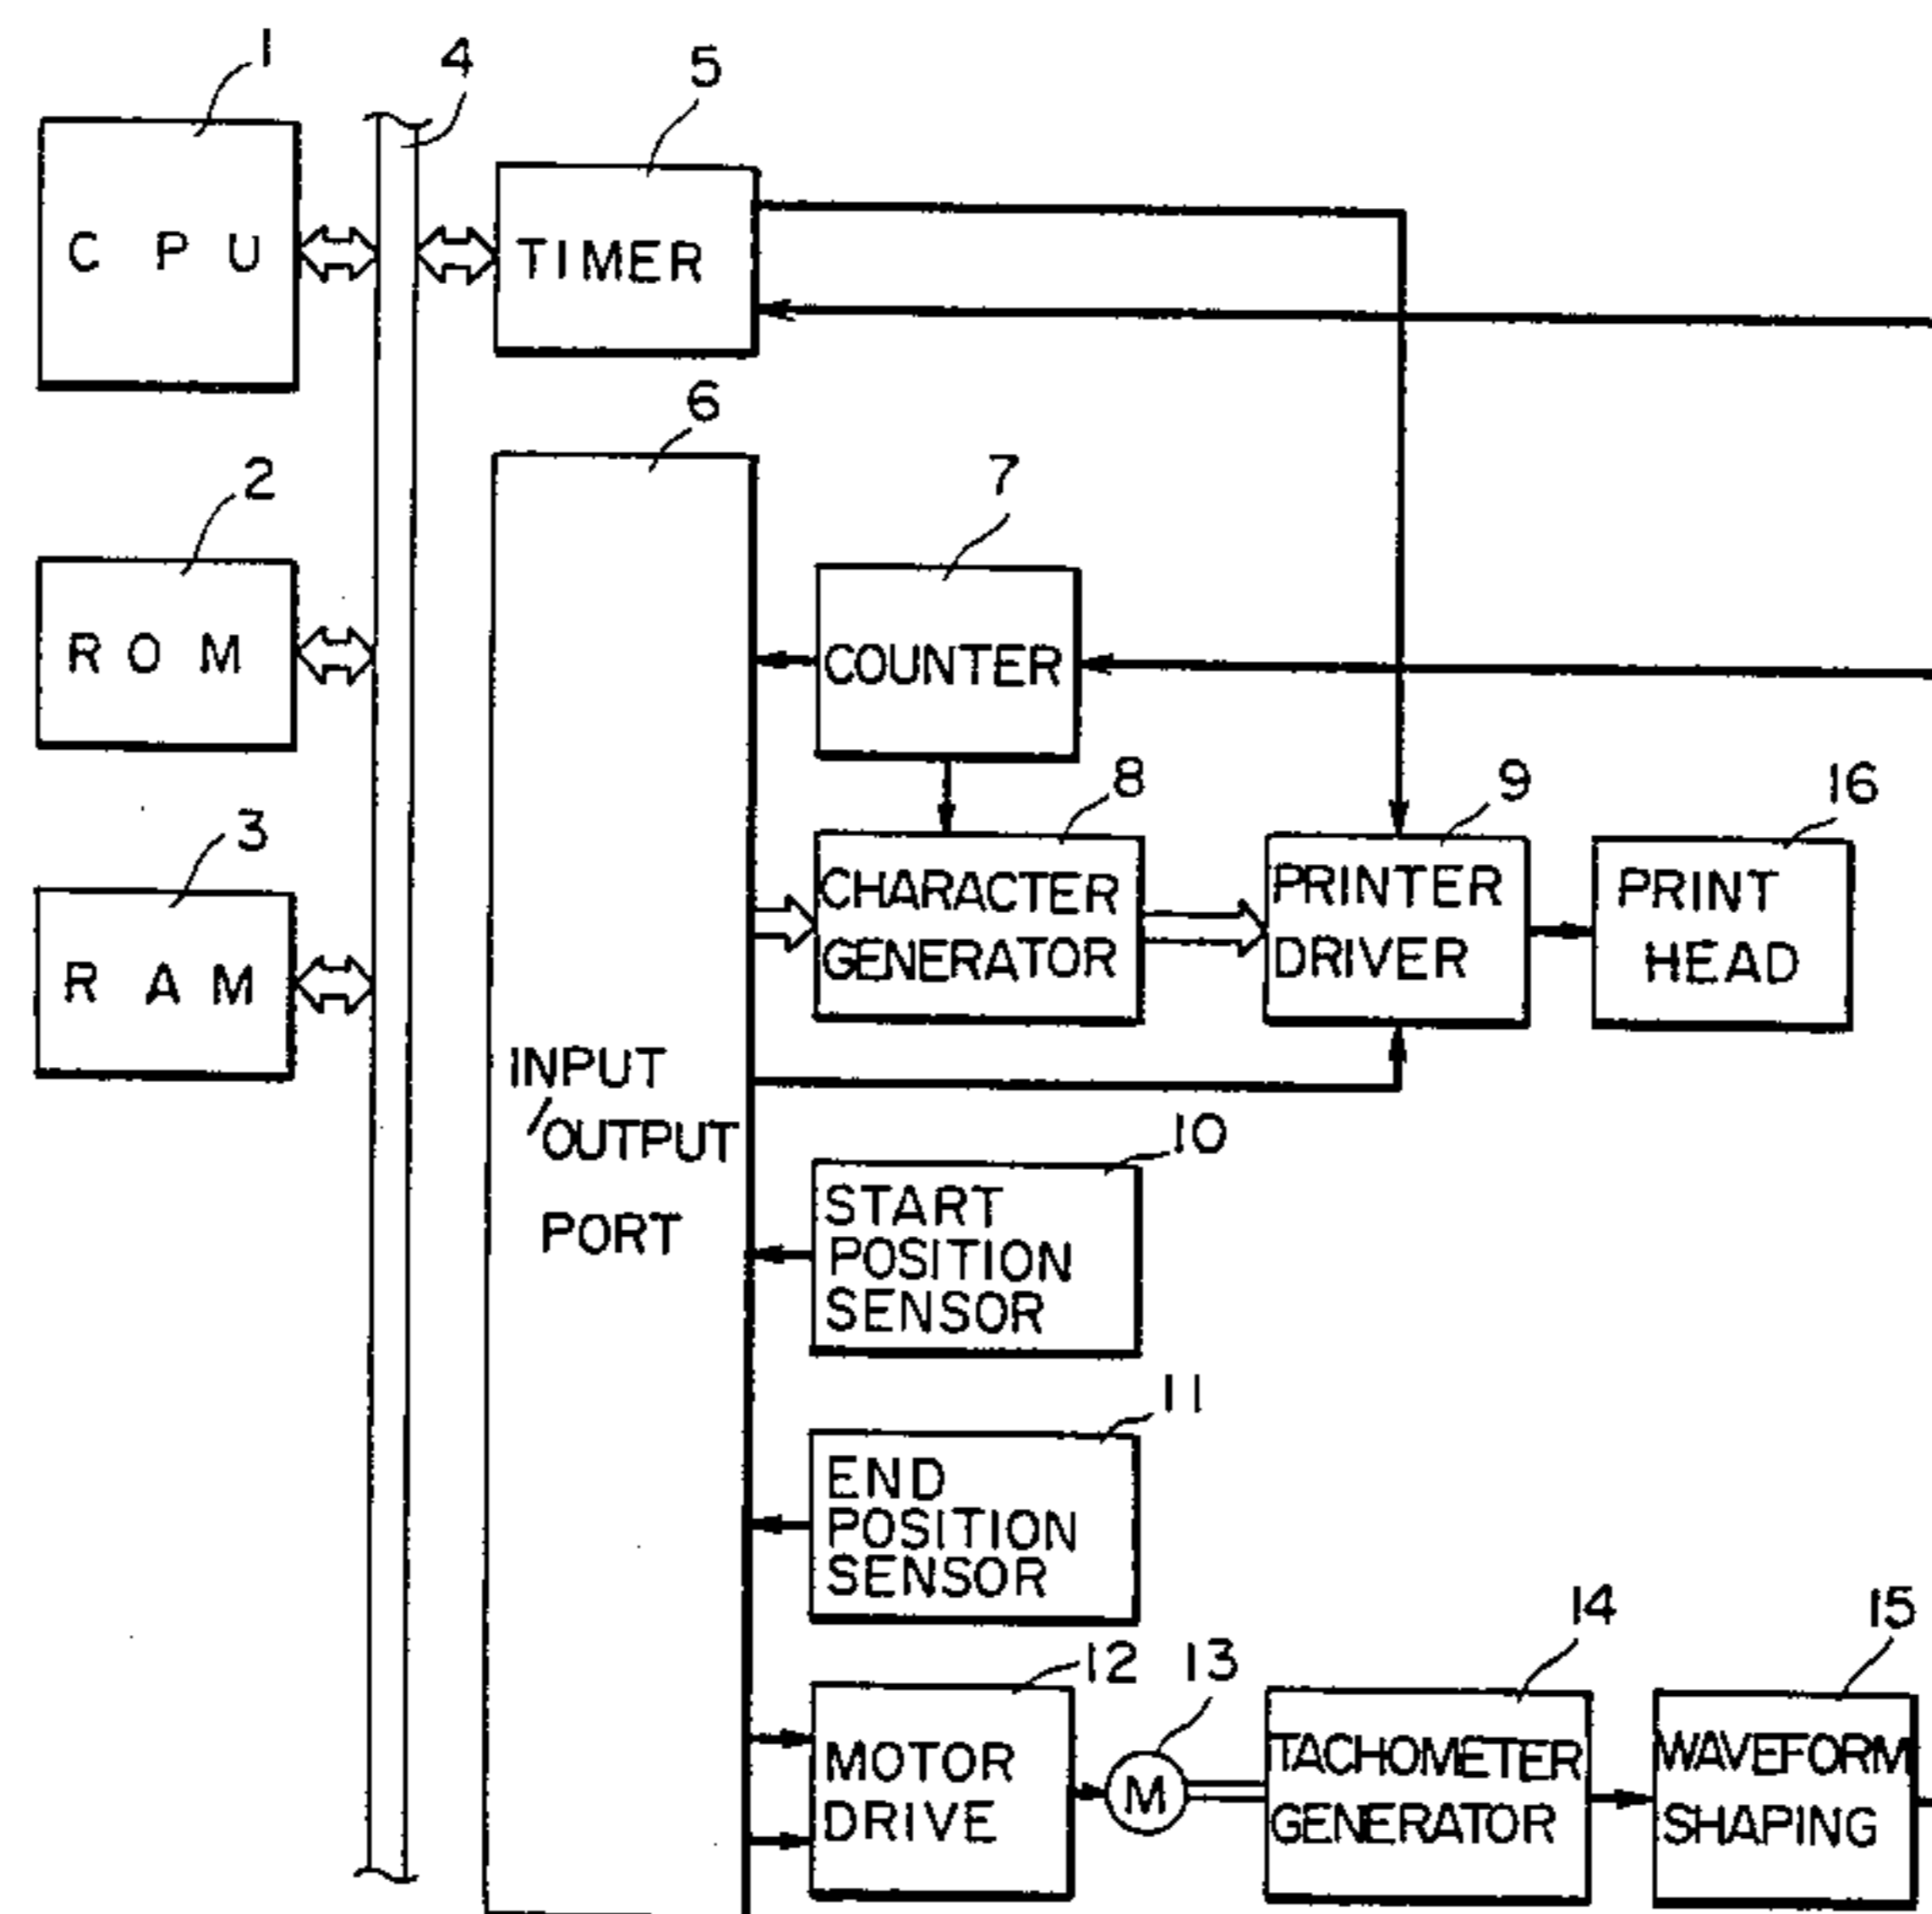 1
4
5
C P U
TIMER
6
2
7
R O M
COUNTER
3
8
9
16
CHARACTER
GENERATOR
PRINTER
DRIVER
PRINT
HEAD
R A M
INPUT
/OUTPUT
PORT
10
START
POSITION
SENSOR
11
END
POSITION
SENSOR
12
13
14
15
MOTOR
DRIVE
M
TACHOMETER
GENERATOR
WAVEFORM
SHAPING